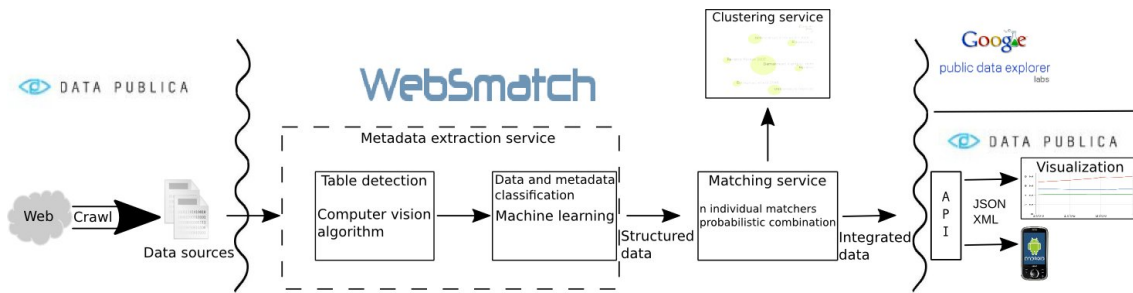 DATA PUBLICA
Web
Crawl
Data sources
WebSmatch
Metadata extraction service
Table detection
Computer vision
algorithm
Data and metadata
classification
Machine learning
Structured
data
Clustering service
Matching service
n individual matchers
probabilistic combination
Integrated
data
Google
public data explorer
labs
DATA PUBLICA
API
JSON
XML
Visualization